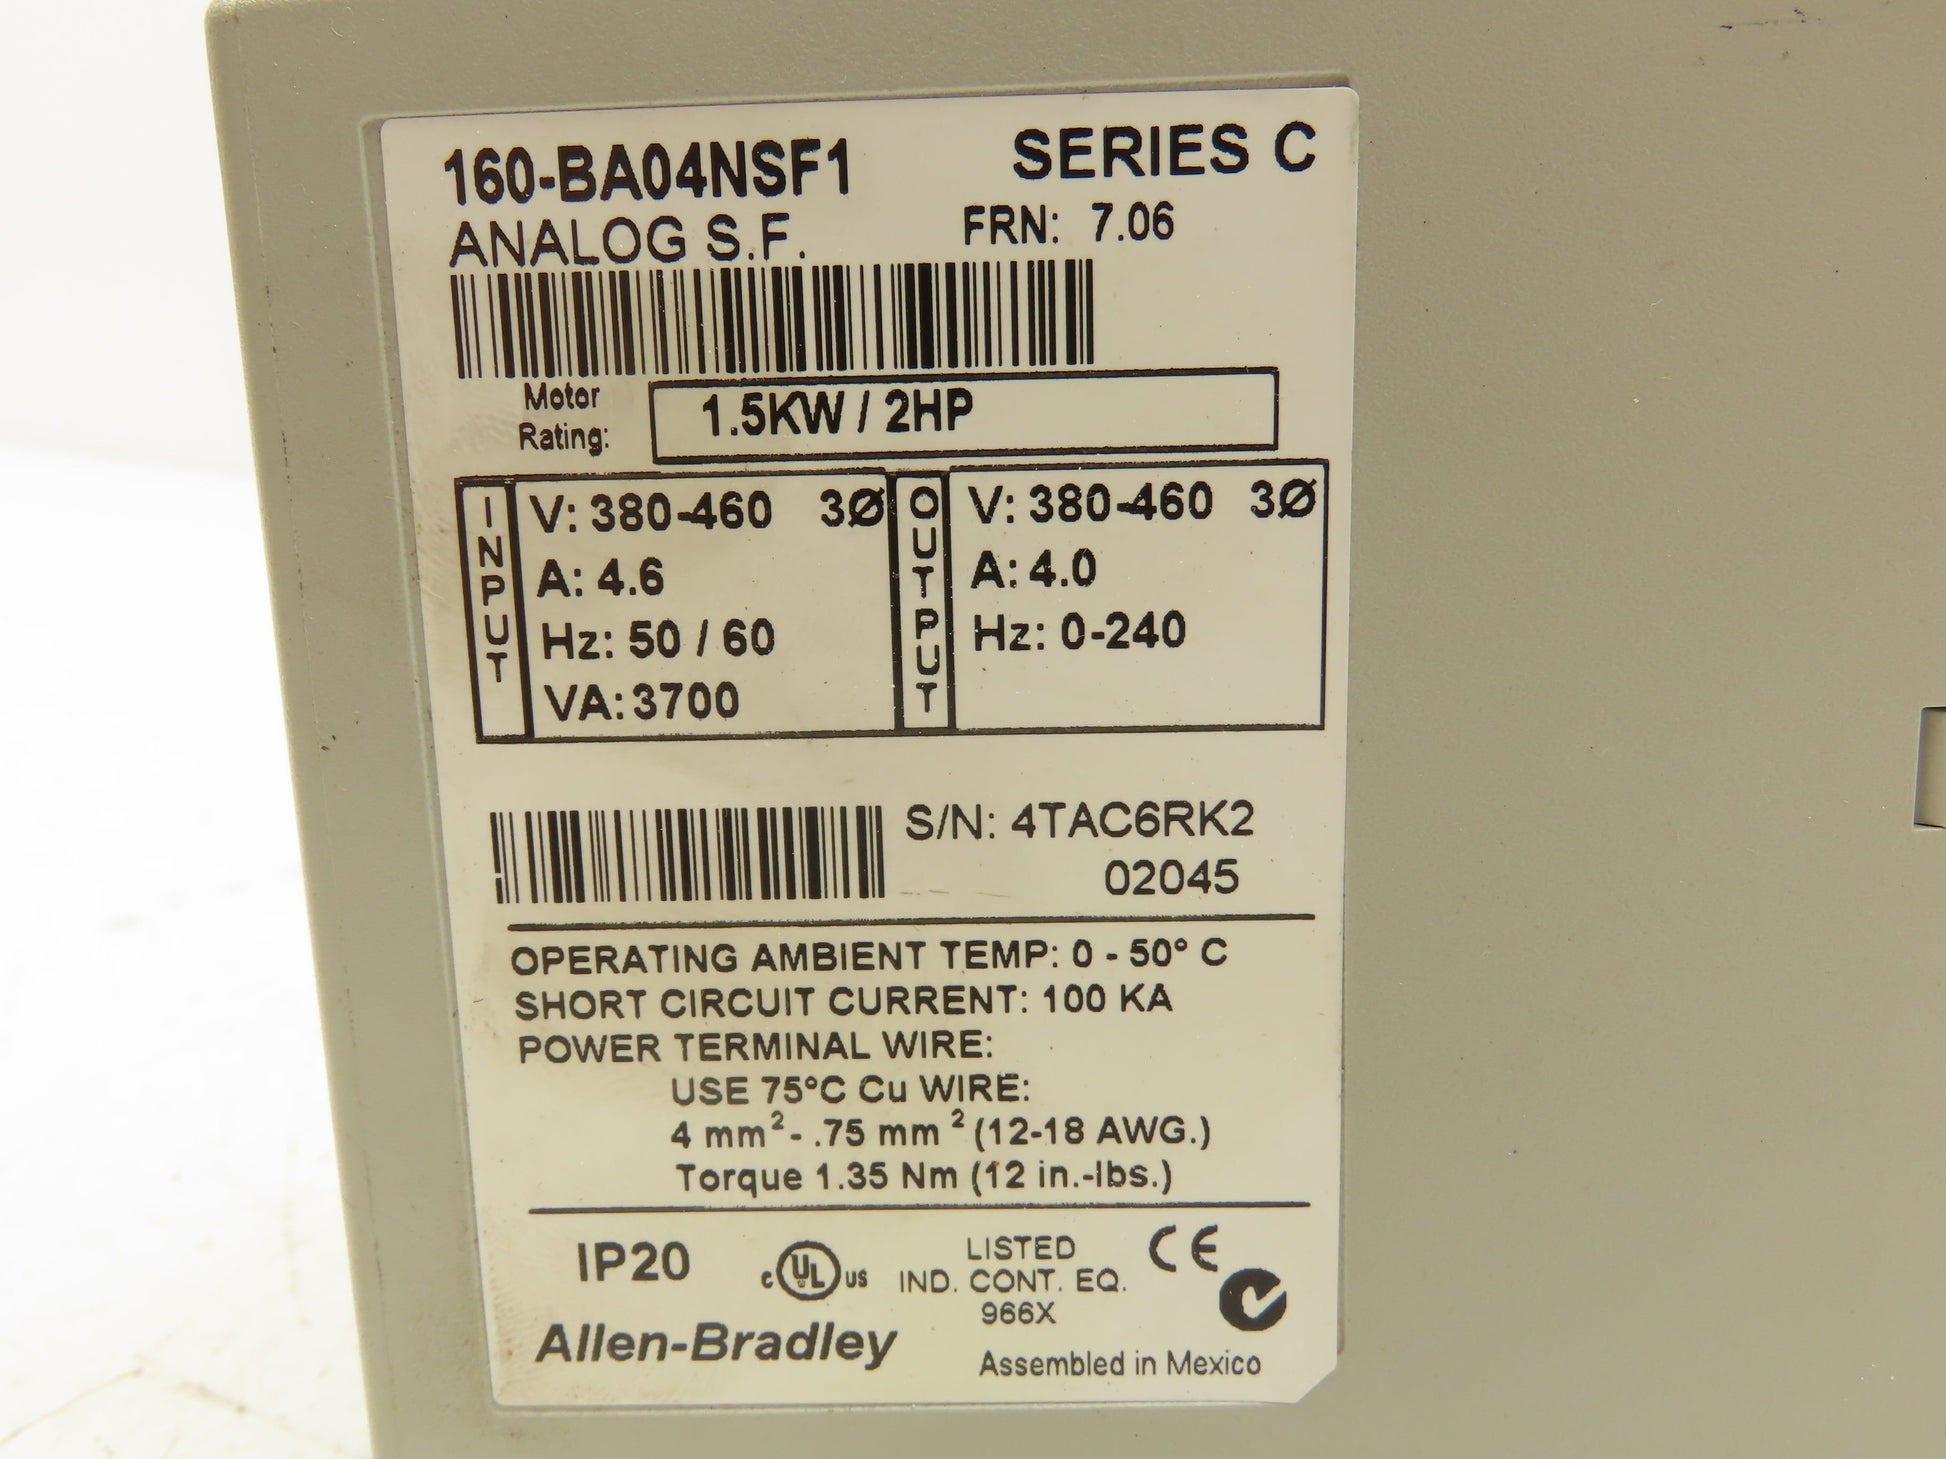 160-BA04NSF1 SERIES C
ANALOG S.F. FRN: 7.06
Motor
Rating:
1.5KW / 2HP
INPUT
V: 380-460 3Ø
A: 4.6
Hz: 50 / 60
VA: 3700
OUTPUT
V: 380-460 3Ø
A: 4.0
Hz: 0-240
S/N: 4TAC6RK2
02045
OPERATING AMBIENT TEMP: 0 - 50° C
SHORT CIRCUIT CURRENT: 100 KA
POWER TERMINAL WIRE:
USE 75°C Cu WIRE:
4 mm² - .75 mm ² (12-18 AWG.)
Torque 1.35 Nm (12 in.-lbs.)
IP20
c UL us
LISTED
IND. CONT. EQ.
966X
CE
Allen-Bradley
Assembled in Mexico